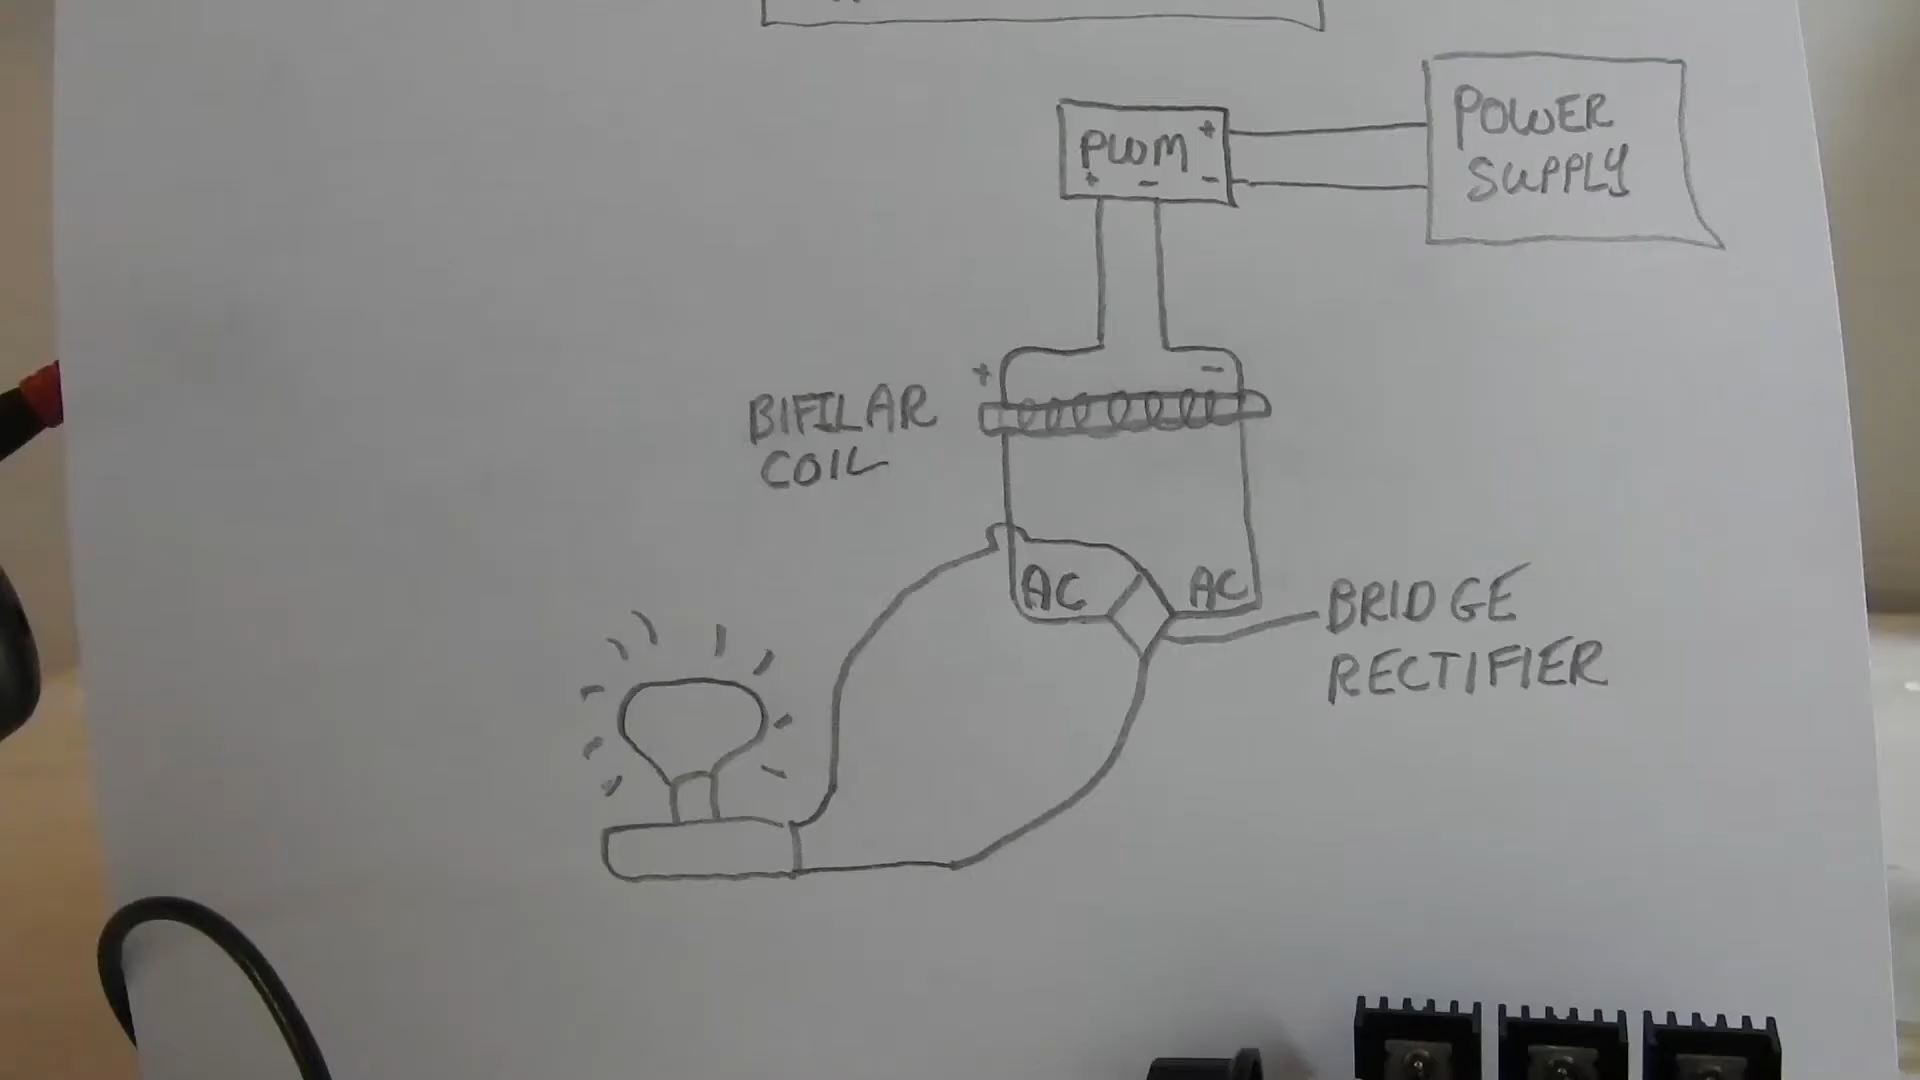 POWER
SUPPLY
PWM +
+ - -
+ -
BIFILAR
COIL
AC AC
BRIDGE
RECTIFIER